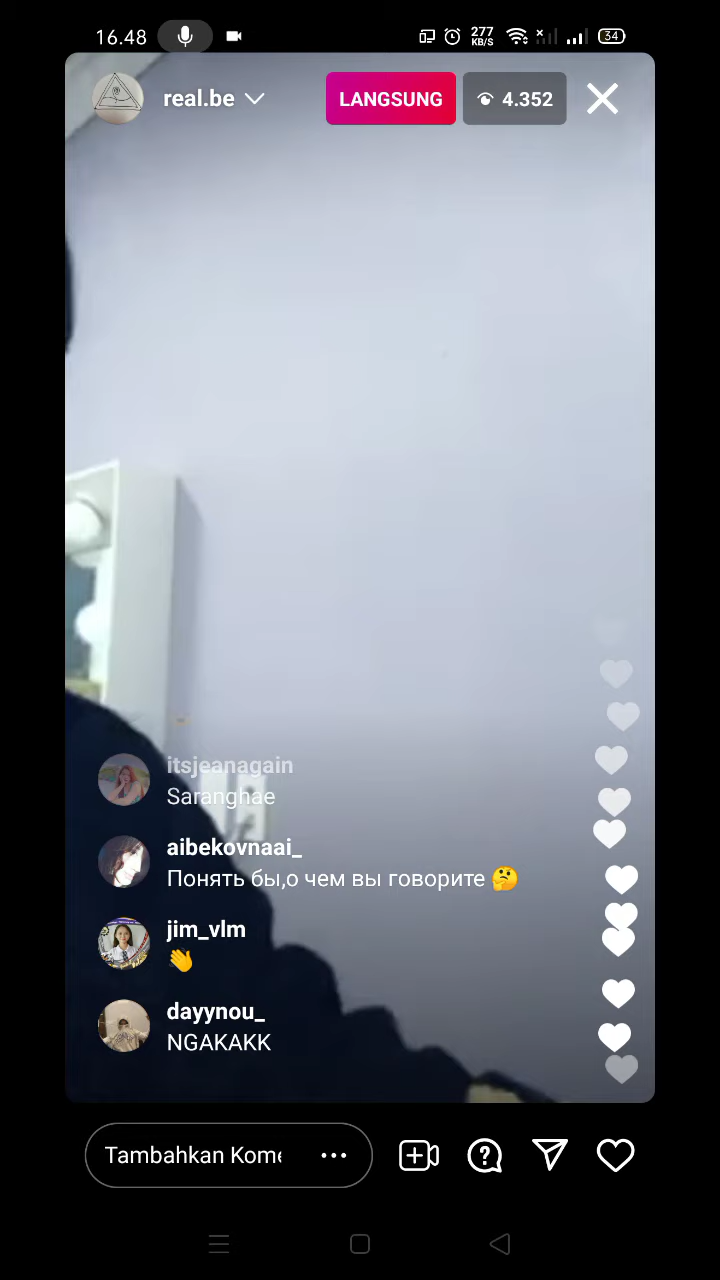 16.48
277
KB/S
34
real.be
LANGSUNG
4.352
itsjeanagain
Saranghae
aibekovnaai_
Понять бы,о чем вы говорите 🤔
jim_vlm
👏
dayynou_
NGAKAKK
Tambahkan Kome